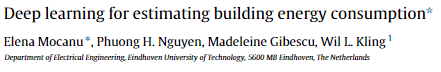 Deep learning for estimating building energy consumption☆
Elena Mocanu*, Phuong H. Nguyen, Madeleine Gibescu, Wil L. Kling¹
Department of Electrical Engineering, Eindhoven University of Technology, 5600 MB Eindhoven, The Netherlands